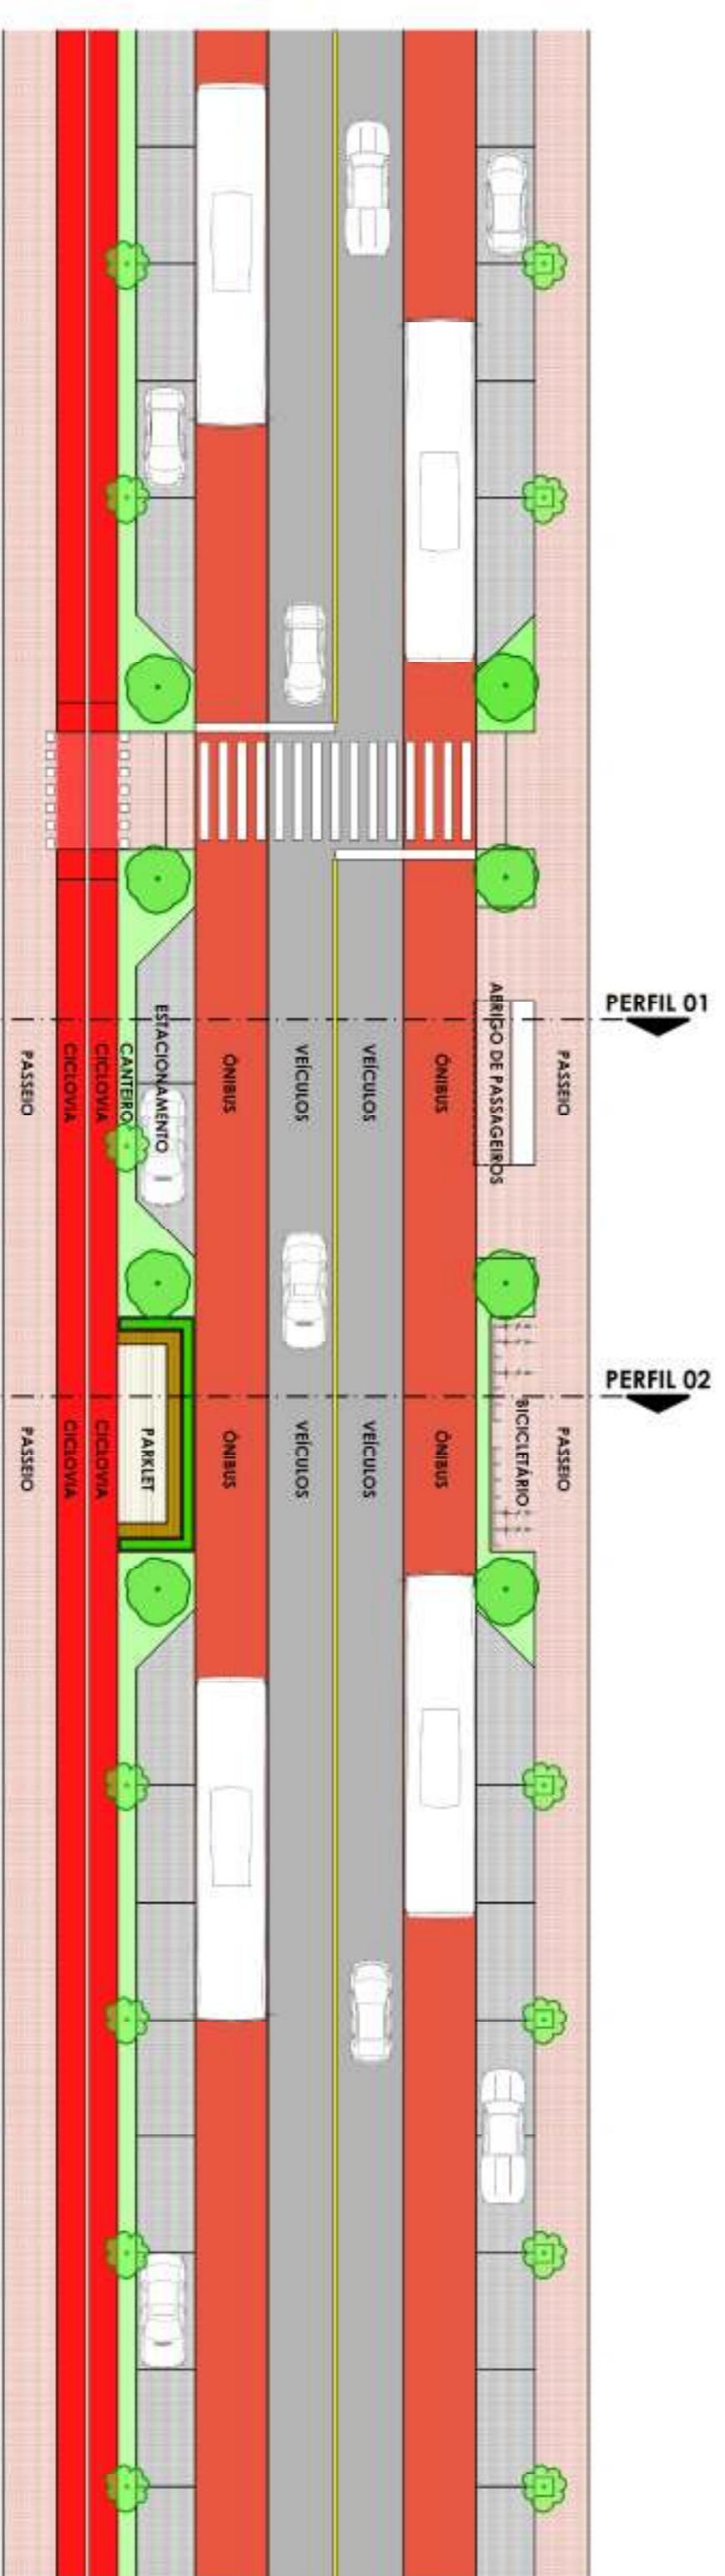 PERFIL 01
PASSEIO
CICLOVIA
CICLOVIA
CANTEIRO
ESTACIONAMENTO
ÔNIBUS
VEÍCULOS
VEÍCULOS
ÔNIBUS
ABRIGO DE PASSAGEIROS
PASSEIO
PERFIL 02
PASSEIO
CICLOVIA
CICLOVIA
PARKLET
ÔNIBUS
VEÍCULOS
VEÍCULOS
ÔNIBUS
BICICLETÁRIO
PASSEIO